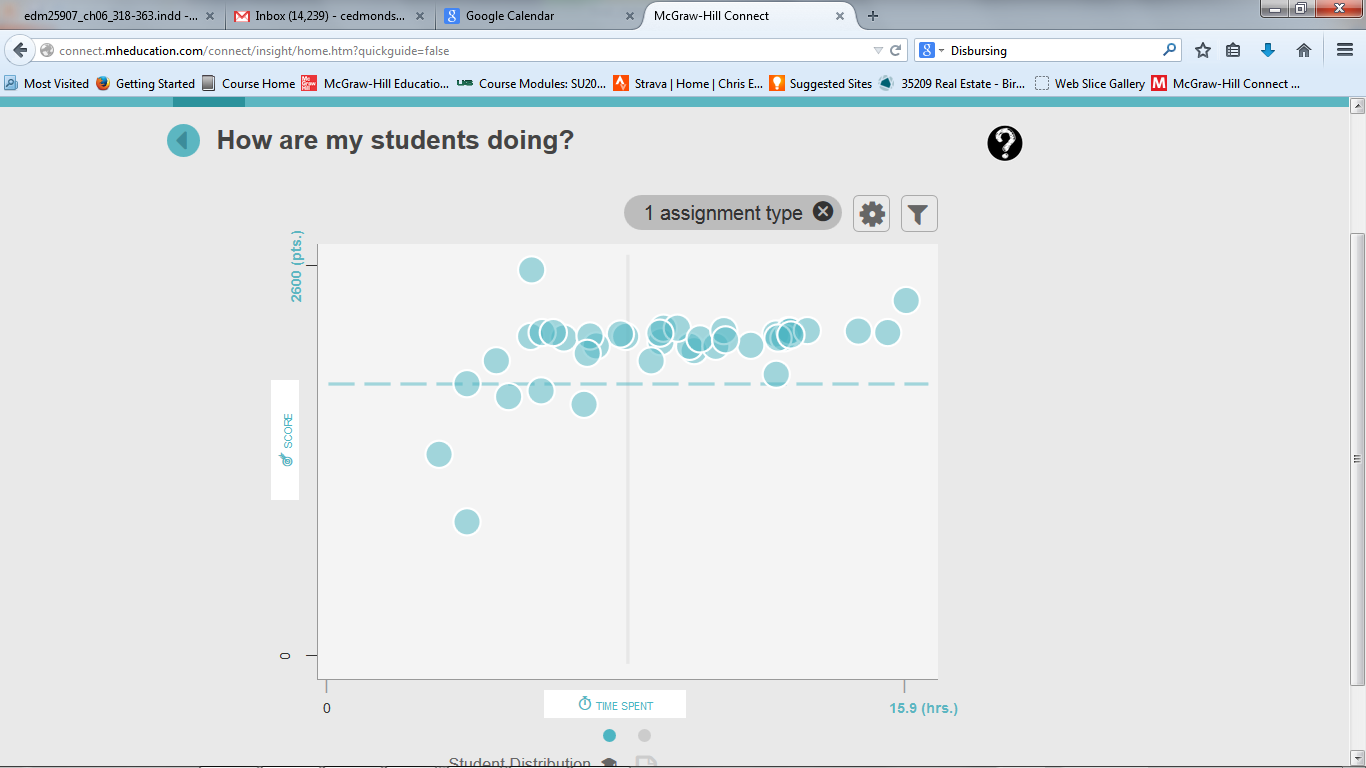 edm25907_ch06_318-363.indd -...
Inbox (14,239) - cedmonds...
Google Calendar
McGraw-Hill Connect
connect.mheducation.com/connect/insight/home.htm?quickguide=false
Disbursing
Most Visited
Getting Started
Course Home
McGraw-Hill Educatio...
Course Modules: SU20...
Strava | Home | Chris E...
Suggested Sites
35209 Real Estate - Bir...
Web Slice Gallery
McGraw-Hill Connect ...
How are my students doing?
1 assignment type
2600 (pts.)
SCORE
0
0
TIME SPENT
15.9 (hrs.)
Student Distribution